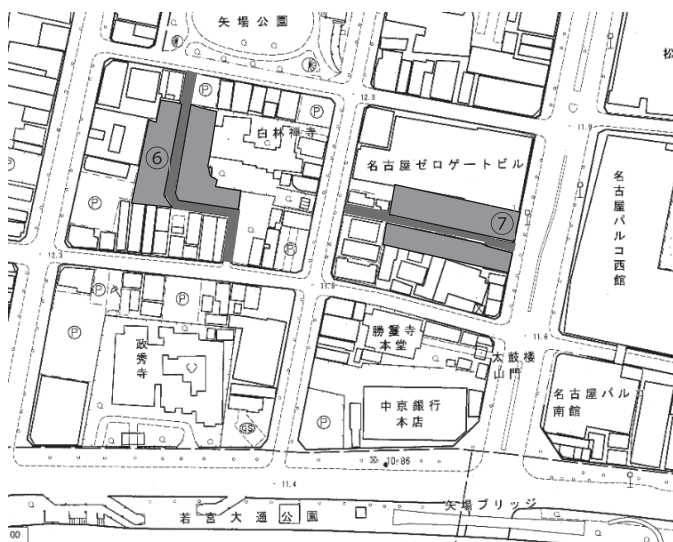 矢場公園
松
12.3
11.9
Ⓟ
Ⓟ
Ⓟ
白林禅寺
⑥
名古屋ゼロゲートビル
⑦
名古屋パルコ西館
Ⓟ
Ⓟ
Ⓟ
12.3
11.8
Ⓟ
Ⓟ
Ⓟ
政秀寺
勝鬘寺
本堂
11.6
太鼓楼
山門
中京銀行
本店
名古屋パル
南館
Ⓟ
GS
10.86
11.4
矢場ブリッジ
若宮大通公園
00